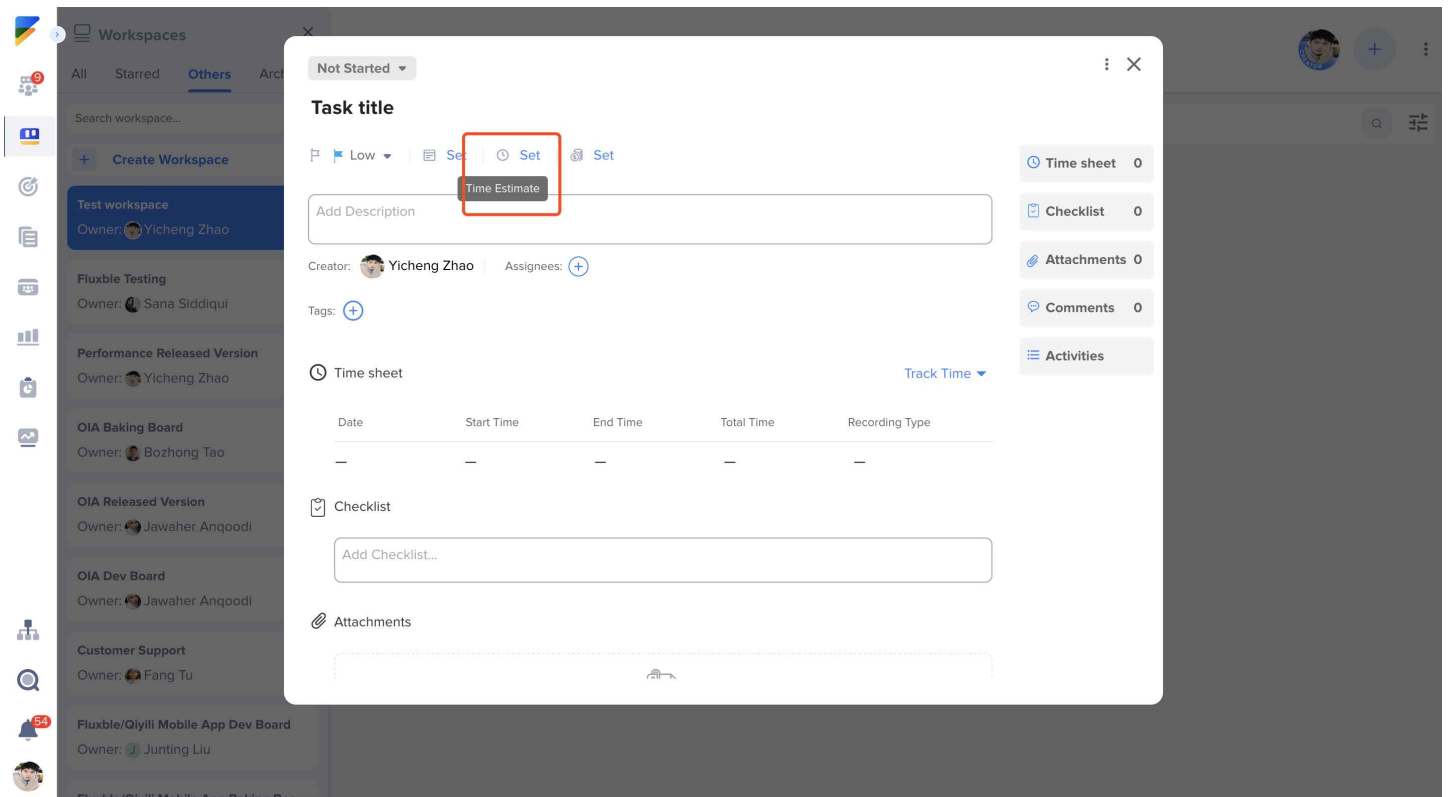 Workspaces
All Starred Others Arch
9
Search workspace...
Create Workspace
Test workspace
Owner: Yicheng Zhao
Fluxble Testing
Owner: Sana Siddiqui
Performance Released Version
Owner: Yicheng Zhao
OIA Baking Board
Owner: Bozhong Tao
OIA Released Version
Owner: Jawaher Anqoodi
OIA Dev Board
Owner: Jawaher Anqoodi
Customer Support
Owner: Fang Tu
Fluxble/Qiyili Mobile App Dev Board
Owner: J Junting Liu
54
Not Started
Task title
Low Set Set Set
Time Estimate
Add Description
Creator: Yicheng Zhao Assignees:
Tags:
Time sheet Track Time
Date Start Time End Time Total Time Recording Type
— — — — —
Checklist
Add Checklist...
Attachments
Time sheet 0
Checklist 0
Attachments 0
Comments 0
Activities